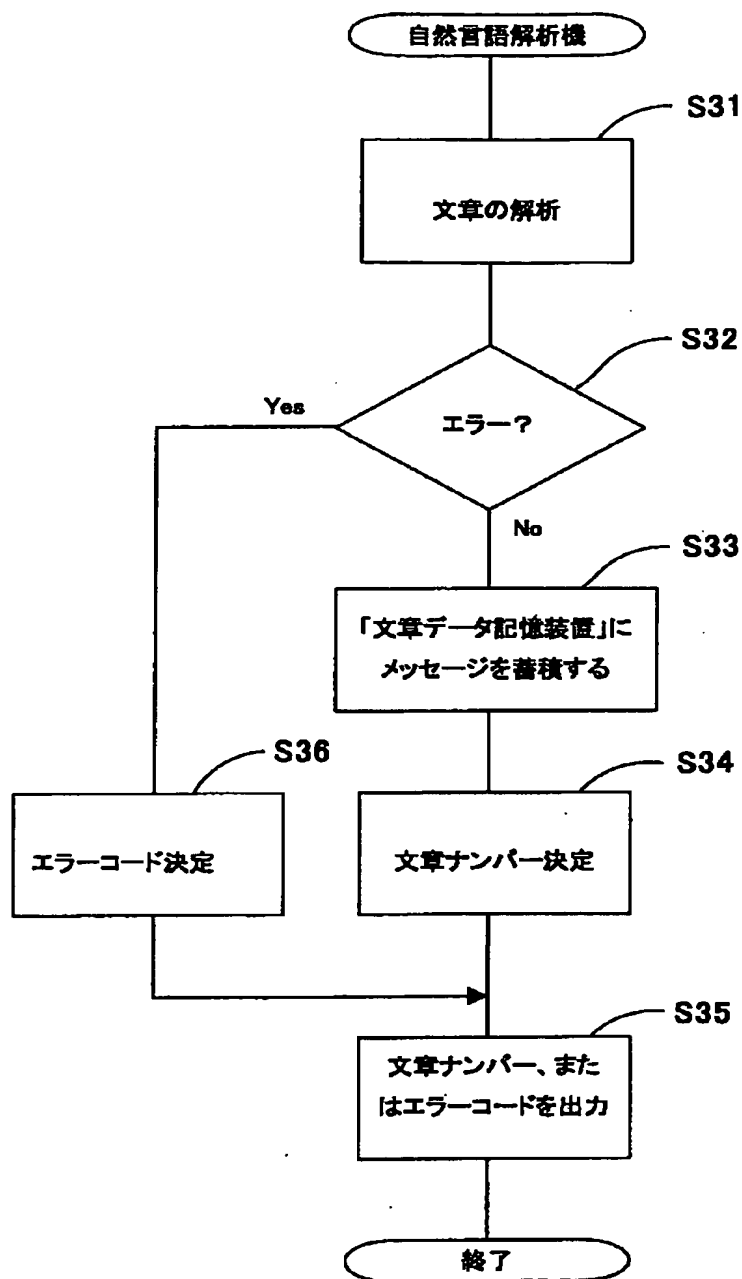 自然言語解析機
S31
文章の解析
S32
エラー？
Yes
No
S33
「文章データ記憶装置」に
メッセージを蓄積する
S36
エラーコード決定
S34
文章ナンバー決定
S35
文章ナンバー、また
はエラーコードを出力
終了